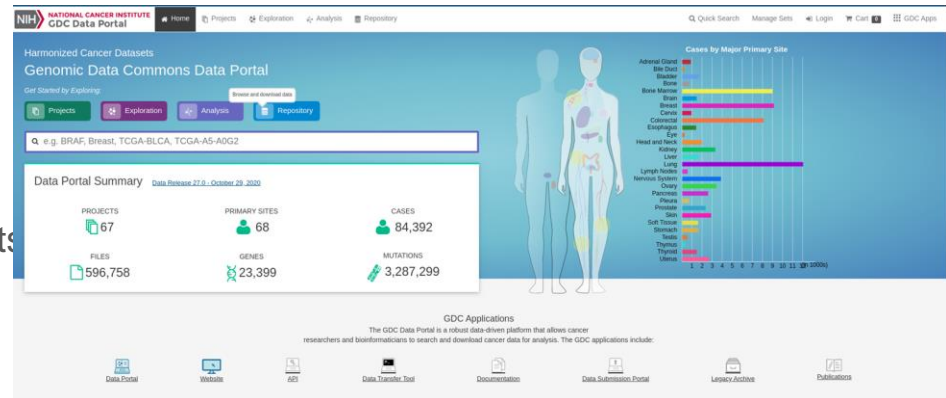 NIH NATIONAL CANCER INSTITUTE
GDC Data Portal
Home Projects Exploration Analysis Repository
Quick Search Manage Sets Login Cart 0 GDC Apps
Harmonized Cancer Datasets
Genomic Data Commons Data Portal
Get Started by Exploring:
Browse and download data
Projects Exploration Analysis Repository
e.g. BRAF, Breast, TCGA-BLCA, TCGA-A5-A0G2
Data Portal Summary Data Release 27.0 - October 29, 2020
PROJECTS PRIMARY SITES CASES
67 68 84,392
ts
FILES GENES MUTATIONS
596,758 23,399 3,287,299
Cases by Major Primary Site
Adrenal Gland
Bile Duct
Bladder
Bone
Bone Marrow
Brain
Breast
Cervix
Colorectal
Esophagus
Eye
Head and Neck
Kidney
Liver
Lung
Lymph Nodes
Nervous System
Ovary
Pancreas
Pleura
Prostate
Skin
Soft Tissue
Stomach
Testis
Thymus
Thyroid
Uterus
1 2 3 4 5 6 7 8 9 10 11 1000s)
GDC Applications
The GDC Data Portal is a robust data-driven platform that allows cancer
researchers and bioinformaticians to search and download cancer data for analysis. The GDC applications include:
Data Portal Website API Data Transfer Tool Documentation Data Submission Portal Legacy Archive Publications